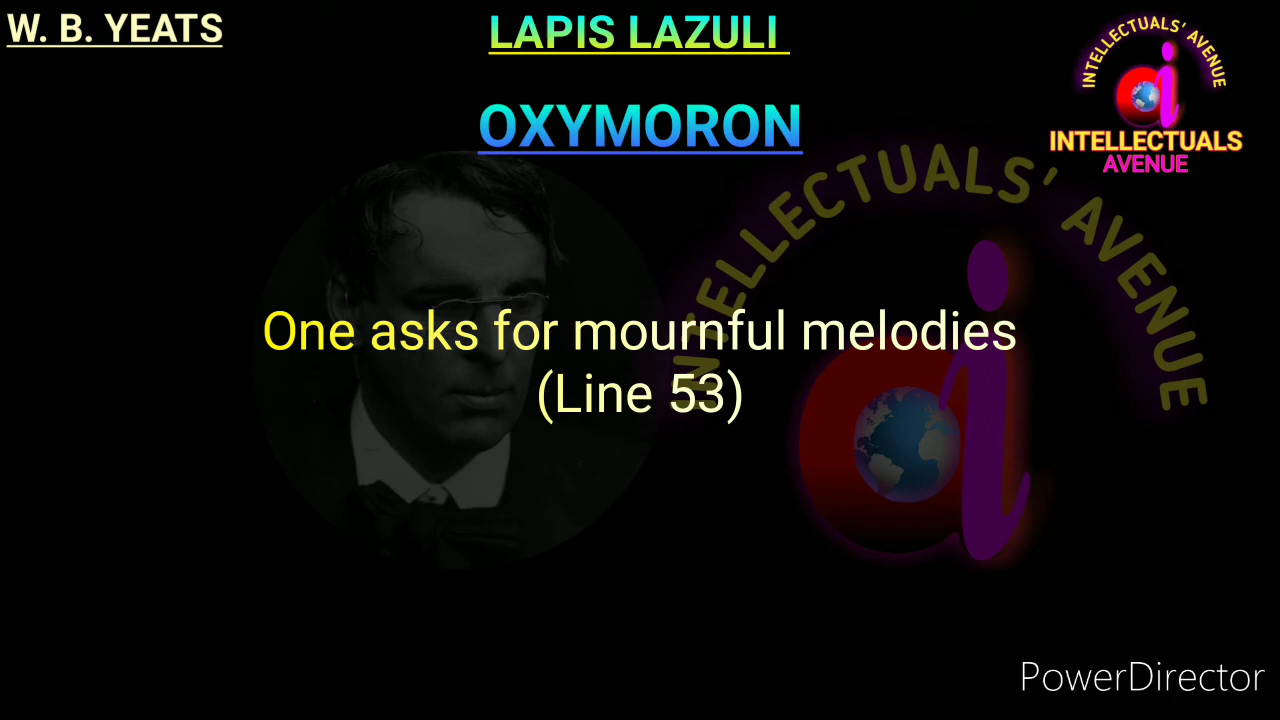 W. B. YEATS
LAPIS LAZULI
OXYMORON
INTELLECTUALS' AVENUE
INTELLECTUALS
AVENUE
INTELLECTUALS' AVENUE
One asks for mournful melodies
(Line 53)
PowerDirector